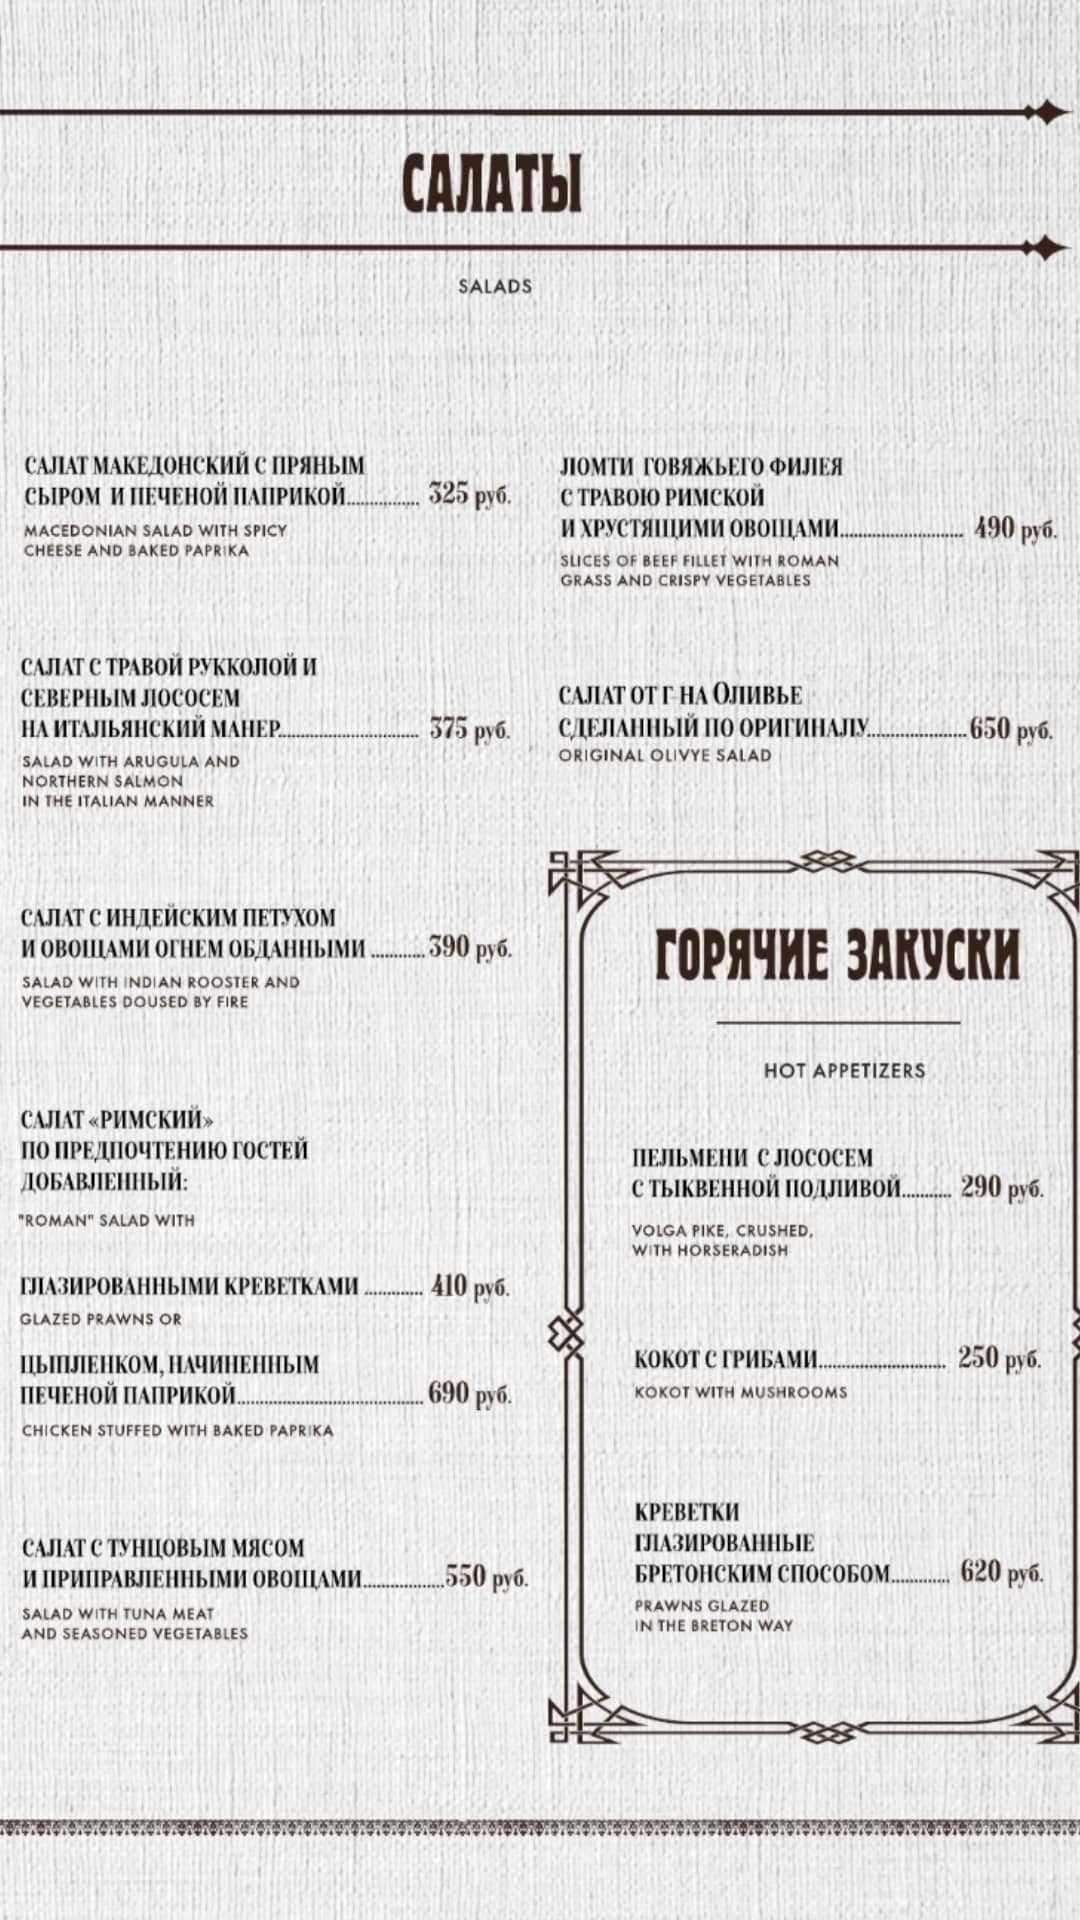 САЛАТЫ
SALADS
САЛАТ МАКЕДОНСКИЙ С ПРЯНЫМ
СЫРОМ И ПЕЧЕНОЙ ПАПРИКОЙ............ 325 руб.
MACEDONIAN SALAD WITH SPICY
CHEESE AND BAKED PAPRIKA
САЛАТ С ТРАВОЙ РУККОЛОЙ И
СЕВЕРНЫМ ЛОСОСЕМ
НА ИТАЛЬЯНСКИЙ МАНЕР........................ 375 руб.
SALAD WITH ARUGULA AND
NORTHERN SALMON
IN THE ITALIAN MANNER
САЛАТ С ИНДЕЙСКИМ ПЕТУХОМ
И ОВОЩАМИ ОГНЕМ ОБДАННЫМИ .........390 руб.
SALAD WITH INDIAN ROOSTER AND
VEGETABLES DOUSED BY FIRE
САЛАТ «РИМСКИЙ»
ПО ПРЕДПОЧТЕНИЮ ГОСТЕЙ
ДОБАВЛЕННЫЙ:
"ROMAN" SALAD WITH
ГЛАЗИРОВАННЫМИ КРЕВЕТКАМИ .......... 410 руб.
GLAZED PRAWNS OR
ЦЫПЛЕНКОМ, НАЧИНЕННЫМ
ПЕЧЕНОЙ ПАПРИКОЙ................................ 690 руб.
CHICKEN STUFFED WITH BAKED PAPRIKA
САЛАТ С ТУНЦОВЫМ МЯСОМ
И ПРИПРАВЛЕННЫМИ ОВОЩАМИ..............550 руб.
SALAD WITH TUNA MEAT
AND SEASONED VEGETABLES
ЛОМТИ ГОВЯЖЬЕГО ФИЛЕЯ
С ТРАВОЮ РИМСКОЙ
И ХРУСТЯЩИМИ ОВОЩАМИ..................... 490 руб.
SLICES OF BEEF FILLET WITH ROMAN
GRASS AND CRISPY VEGETABLES
САЛАТ ОТ Г-НА ОЛИВЬЕ
СДЕЛАННЫЙ ПО ОРИГИНАЛУ.................650 руб.
ORIGINAL OLIVYE SALAD
ГОРЯЧИЕ ЗАКУСКИ
HOT APPETIZERS
ПЕЛЬМЕНИ С ЛОСОСЕМ
С ТЫКВЕННОЙ ПОДЛИВОЙ......... 290 руб.
VOLGA PIKE, CRUSHED,
WITH HORSERADISH
КОКОТ С ГРИБАМИ...................... 250 руб.
KOKOT WITH MUSHROOMS
КРЕВЕТКИ
ГЛАЗИРОВАННЫЕ
БРЕТОНСКИМ СПОСОБОМ.......... 620 руб.
PRAWNS GLAZED
IN THE BRETON WAY